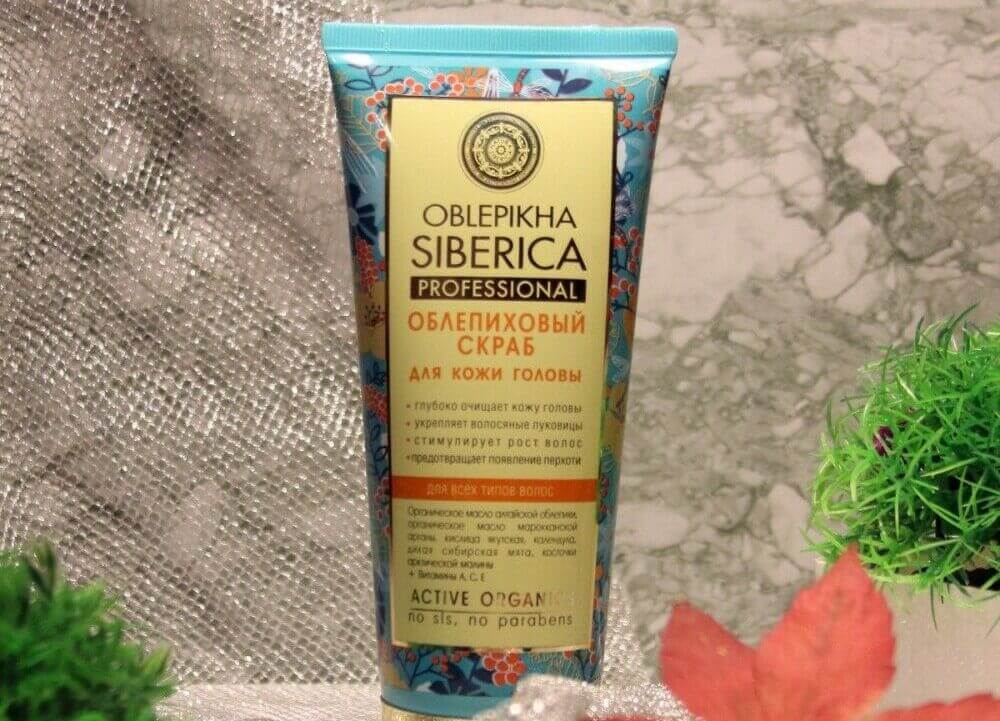 OBLEPIKHA
SIBERICA
PROFESSIONAL
ОБЛЕПИХОВЫЙ
СКРАБ
ДЛЯ КОЖИ ГОЛОВЫ
• глубоко очищает кожу головы
• укрепляет волосяные луковицы
• стимулирует рост волос
• предотвращает появление перхоти
ДЛЯ ВСЕХ ТИПОВ ВОЛОС
Органическое масло алтайской облепихи,
органическое масло марокканской
арганы, кислица якутская, календула,
дикая сибирская мята, косточки
арктической малины
+ Витамины A, C, E
ACTIVE ORGANICS
no sls, no parabens